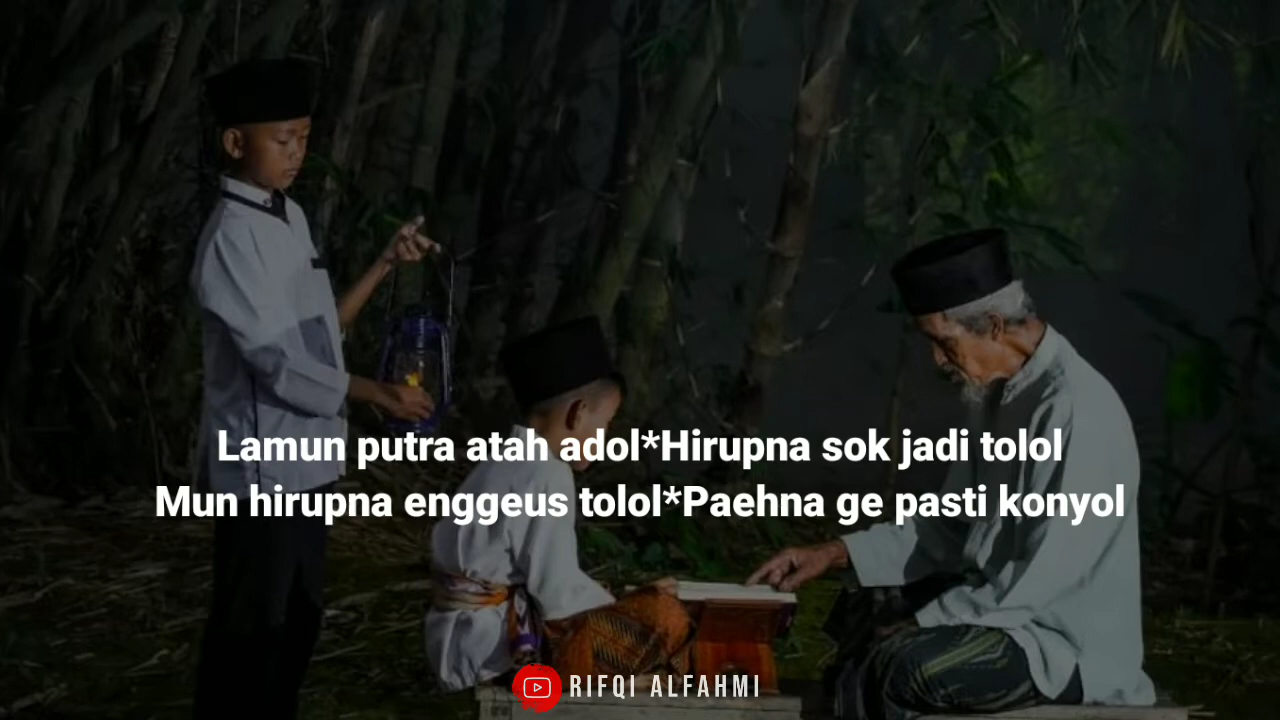 Lamun putra atah adol*Hirupna sok jadi tolol
Mun hirupna enggeus tolol*Paehna ge pasti konyol
RIFQI ALFAHMI